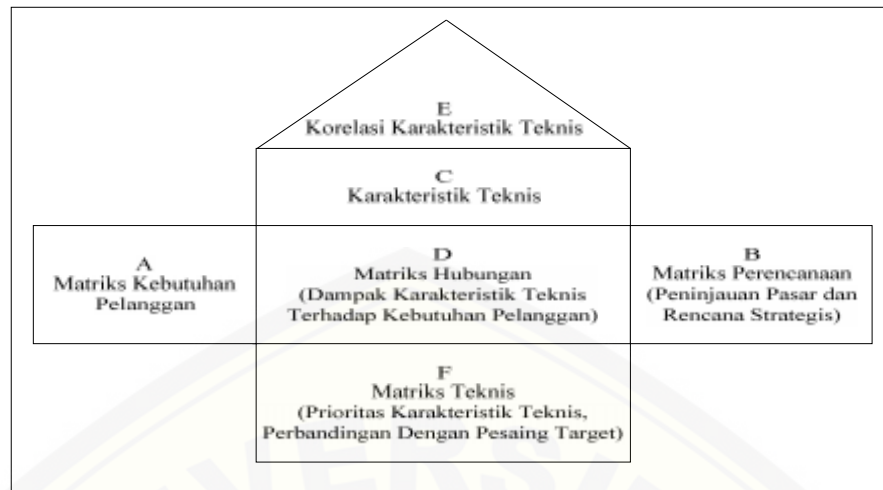 E
Korelasi Karakteristik Teknis
C
Karakteristik Teknis
A
Matriks Kebutuhan
Pelanggan
D
Matriks Hubungan
(Dampak Karakteristik Teknis
Terhadap Kebutuhan Pelanggan)
B
Matriks Perencanaan
(Peninjauan Pasar dan
Rencana Strategis)
F
Matriks Teknis
(Prioritas Karakteristik Teknis,
Perbandingan Dengan Pesaing Target)